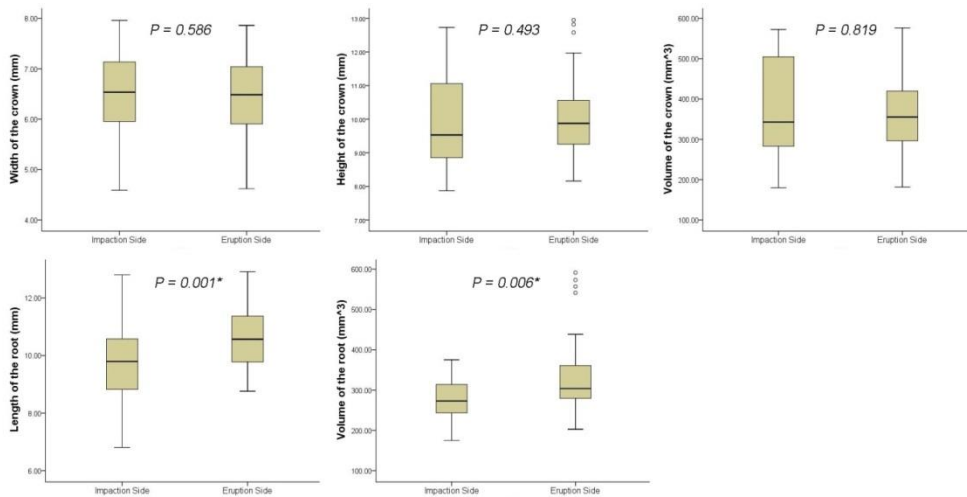 P = 0.586
Width of the crown (mm)
8.00
7.00
6.00
5.00
4.00
Impaction Side Eruption Side
P = 0.493
Height of the crown (mm)
13.00
12.00
11.00
10.00
9.00
8.00
7.00
Impaction Side Eruption Side
P = 0.819
Volume of the crown (mm^3)
600.00
500.00
400.00
300.00
200.00
100.00
Impaction Side Eruption Side
P = 0.001*
Length of the root (mm)
12.00
10.00
8.00
6.00
Impaction Side Eruption Side
P = 0.006*
Volume of the root (mm^3)
600.00
500.00
400.00
300.00
200.00
100.00
Impaction Side Eruption Side